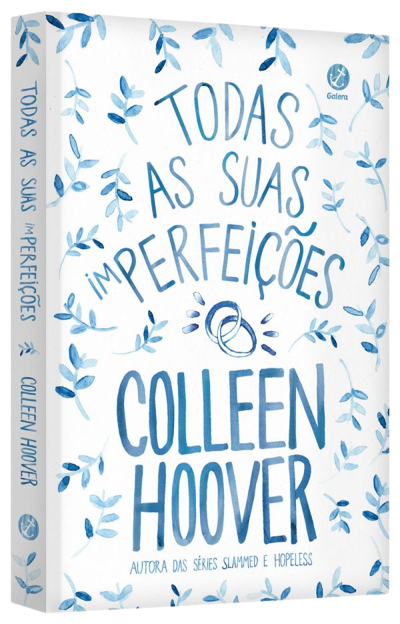 Galera
TODAS
AS SUAS
imPERFEIÇÕES
COLLEEN
HOOVER
AUTORA DAS SÉRIES SLAMMED E HOPELESS
TODAS AS SUAS imPERFEIÇÕES COLLEEN HOOVER